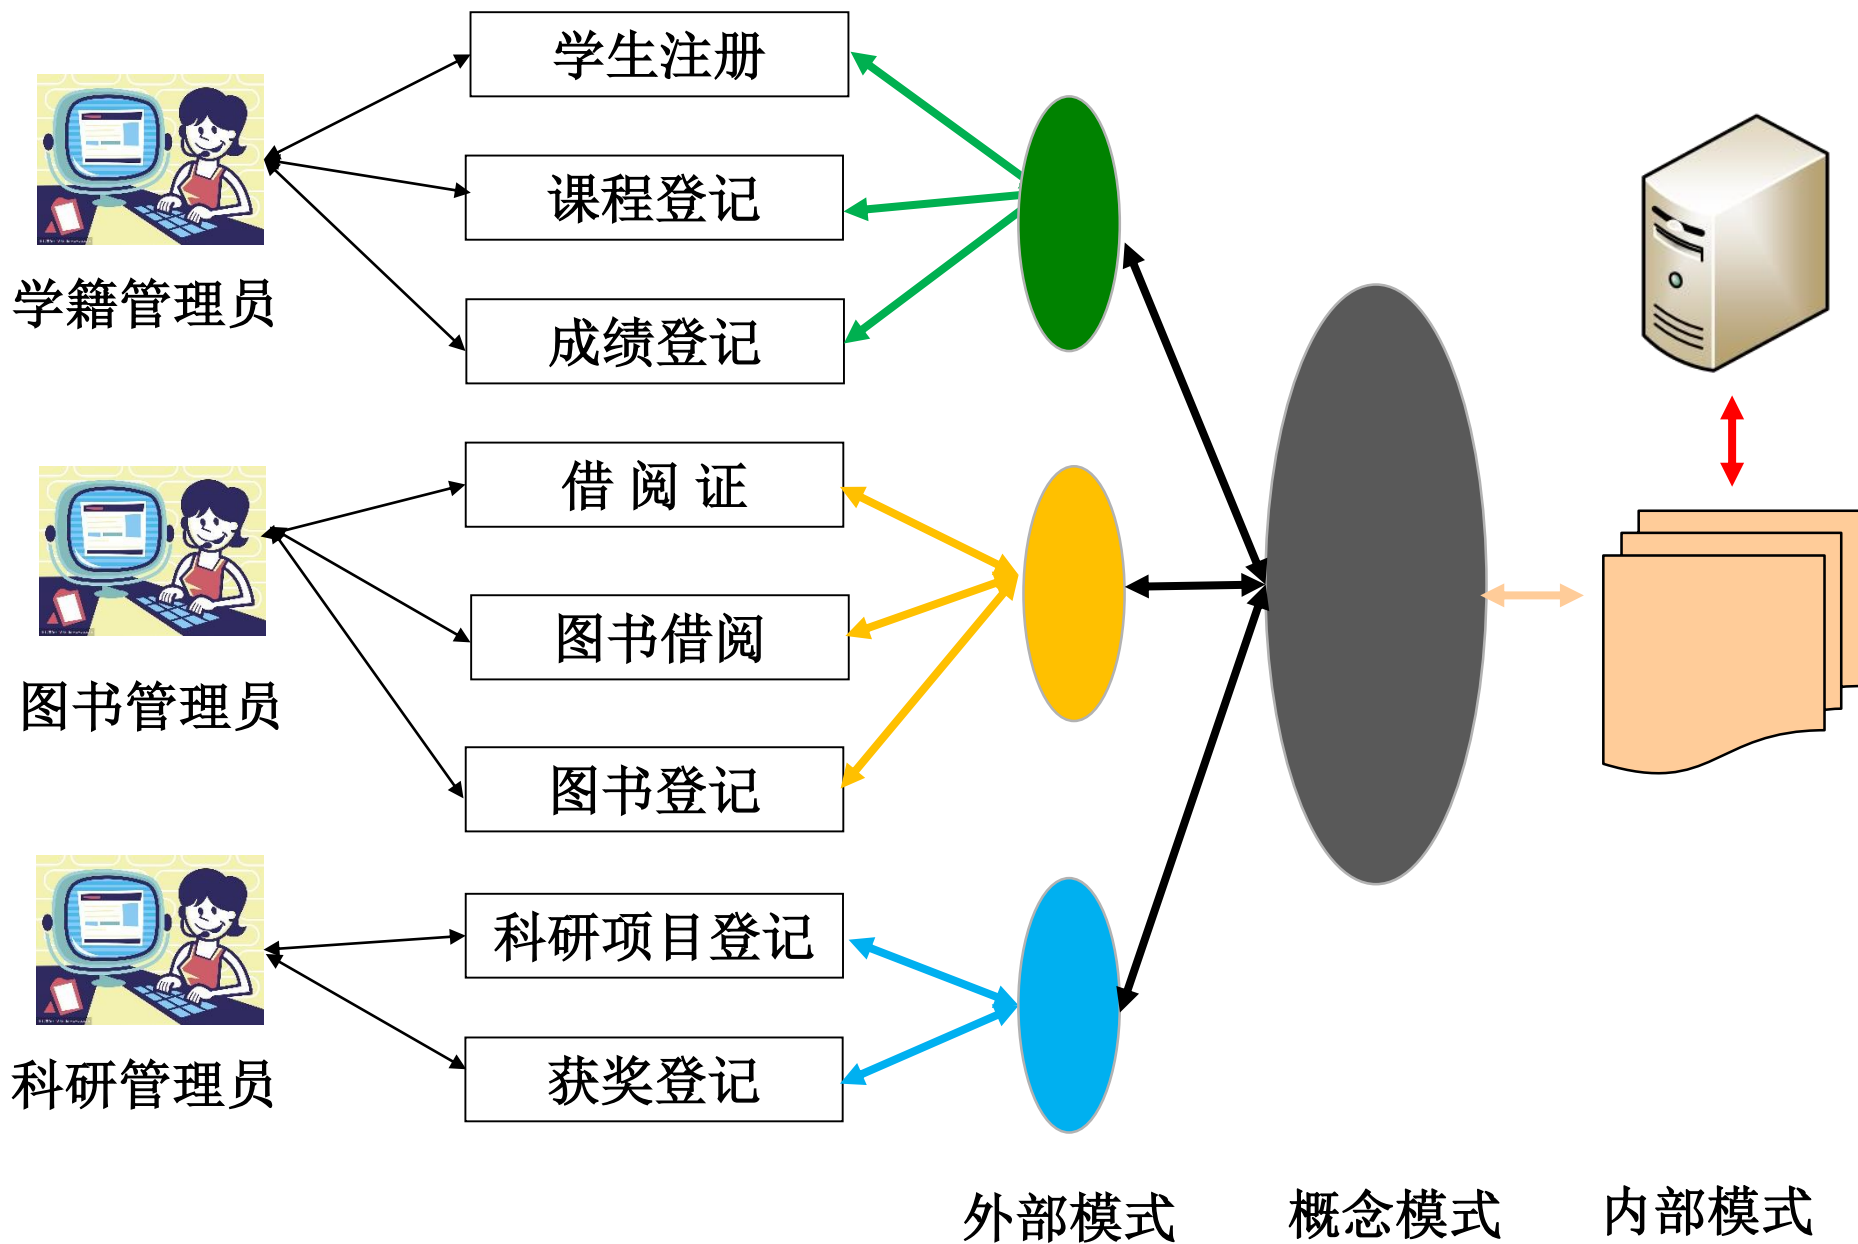 学生注册
课程登记
学籍管理员
成绩登记
借 阅 证
图书借阅
图书管理员
图书登记
科研项目登记
科研管理员
获奖登记
外部模式
概念模式
内部模式